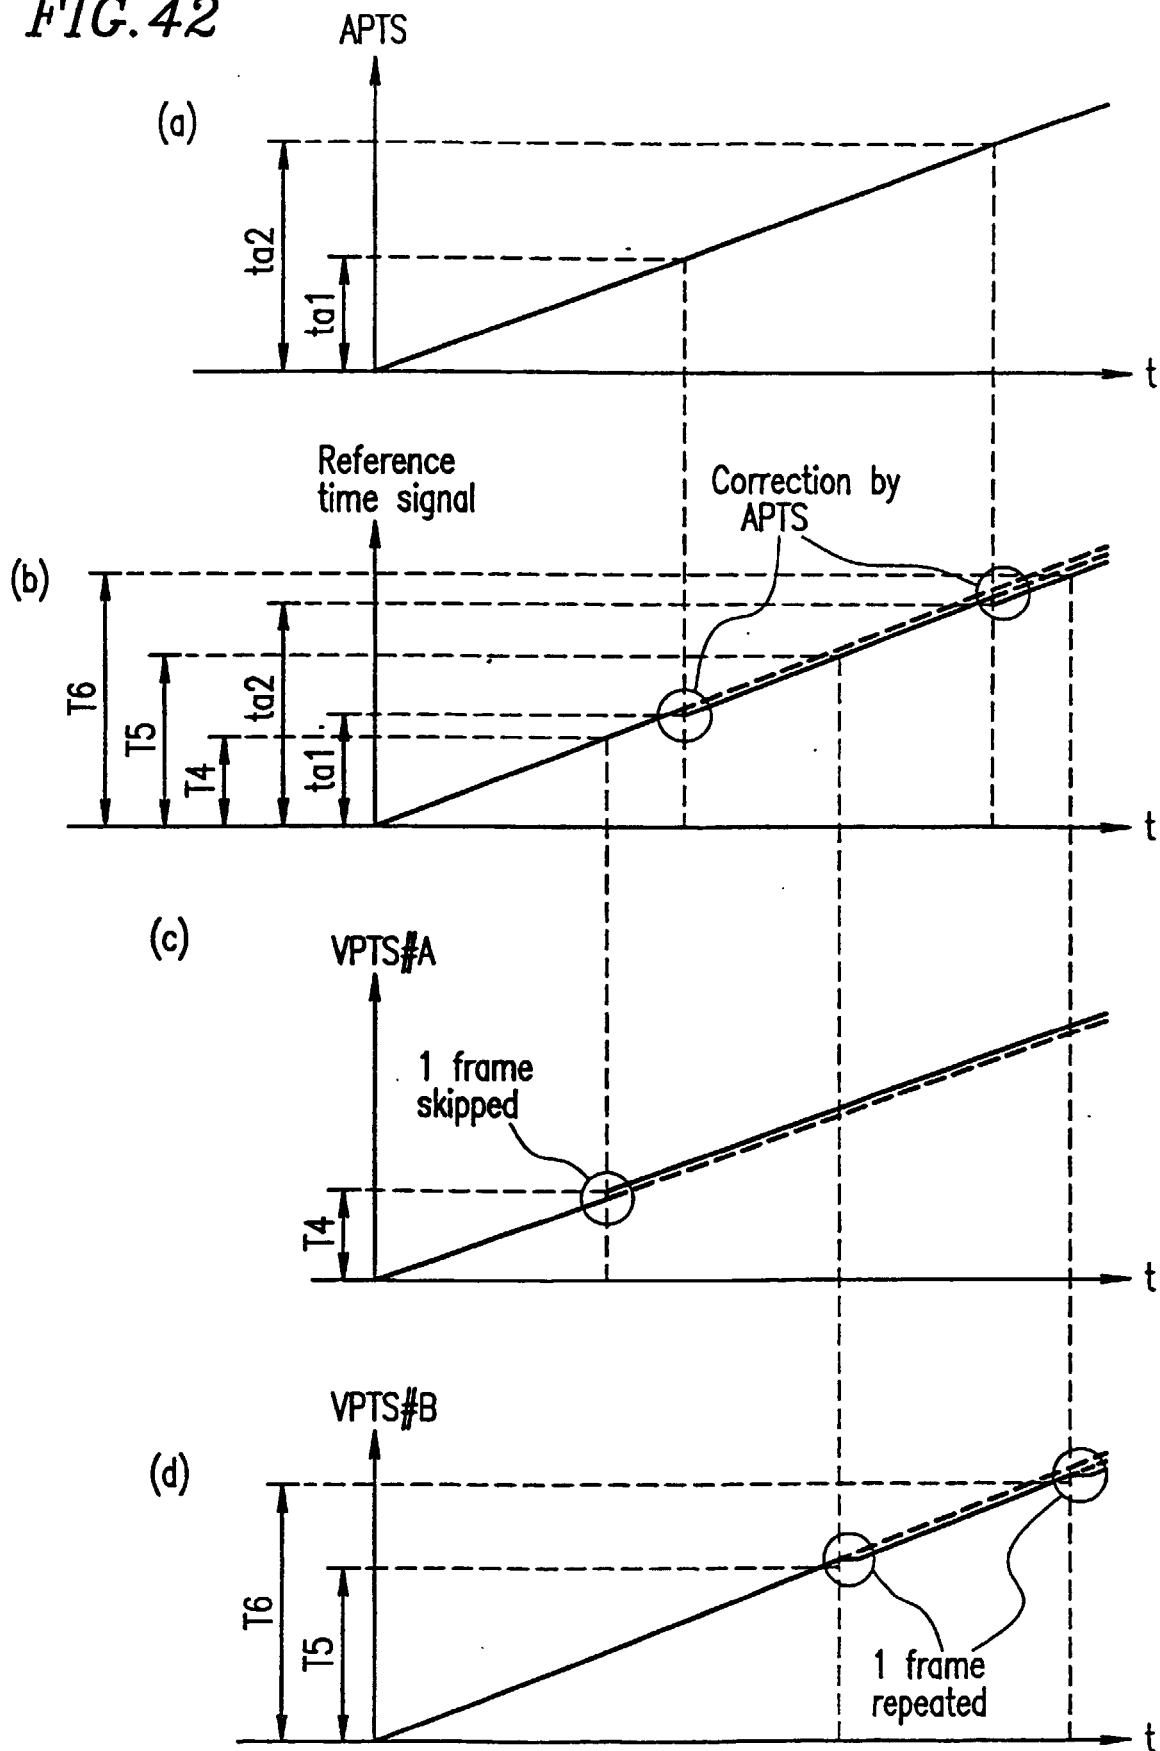 FIG. 42
APTS
(a)
ta2
ta1
t
Reference
time signal
Correction by
APTS
(b)
T6
T5
T4
ta2
ta1
t
(c)
VPTS#A
1 frame
skipped
T4
t
VPTS#B
(d)
T6
T5
1 frame
repeated
t